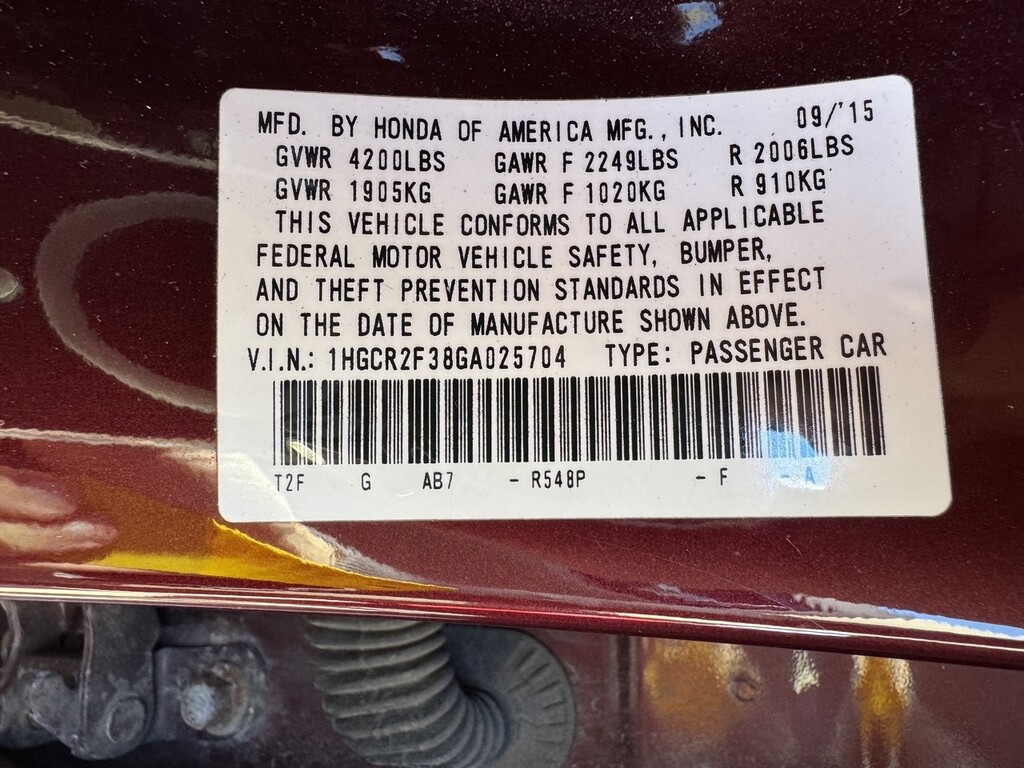 MFD. BY HONDA OF AMERICA MFG., INC. 09/'15
GVWR 4200LBS GAWR F 2249LBS R 2006LBS
GVWR 1905KG GAWR F 1020KG R 910KG
THIS VEHICLE CONFORMS TO ALL APPLICABLE
FEDERAL MOTOR VEHICLE SAFETY, BUMPER,
AND THEFT PREVENTION STANDARDS IN EFFECT
ON THE DATE OF MANUFACTURE SHOWN ABOVE.
V.I.N.: 1HGCR2F38GA025704 TYPE: PASSENGER CAR
T2F G AB7 - R548P - F - A